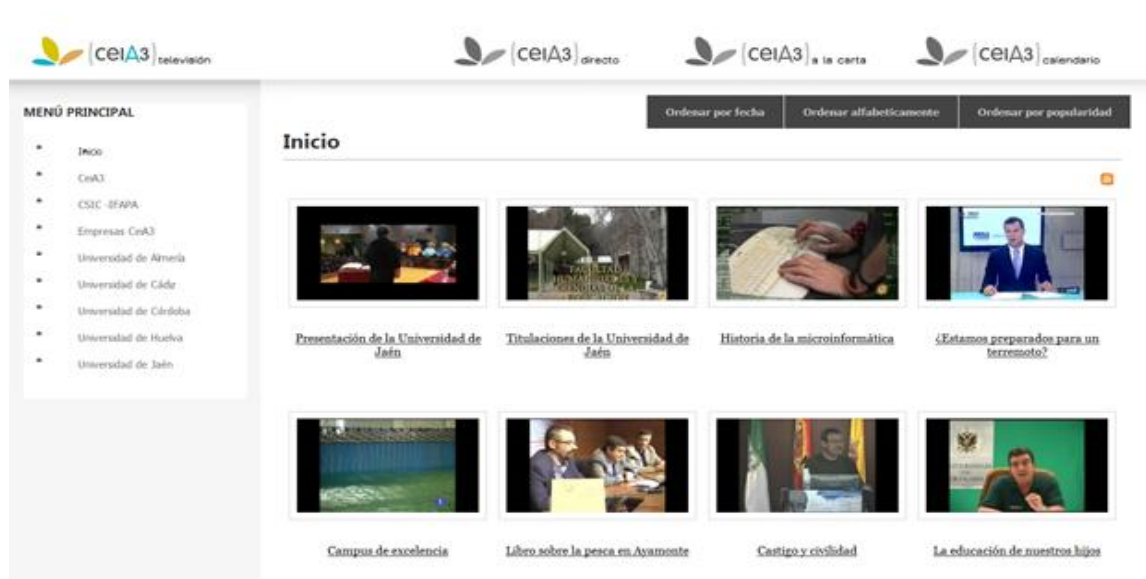 (ceiA3) televisión
(ceiA3) directo
(ceiA3) a la carta
(ceiA3) calendario
MENÚ PRINCIPAL
Inicio
CeiA3
CSIC -IFAPA
Empresas CeiA3
Universidad de Almería
Universidad de Cádiz
Universidad de Córdoba
Universidad de Huelva
Universidad de Jaén
Ordenar por fecha
Ordenar alfabeticamente
Ordenar por popularidad
Inicio
FACULTAD
Presentación de la Universidad de
Jaén
Titulaciones de la Universidad de
Jaén
Historia de la microinformática
¿Estamos preparados para un
terremoto?
Campus de excelencia
Libro sobre la pesca en Ayamonte
Castigo y civilidad
La educación de nuestros hijos